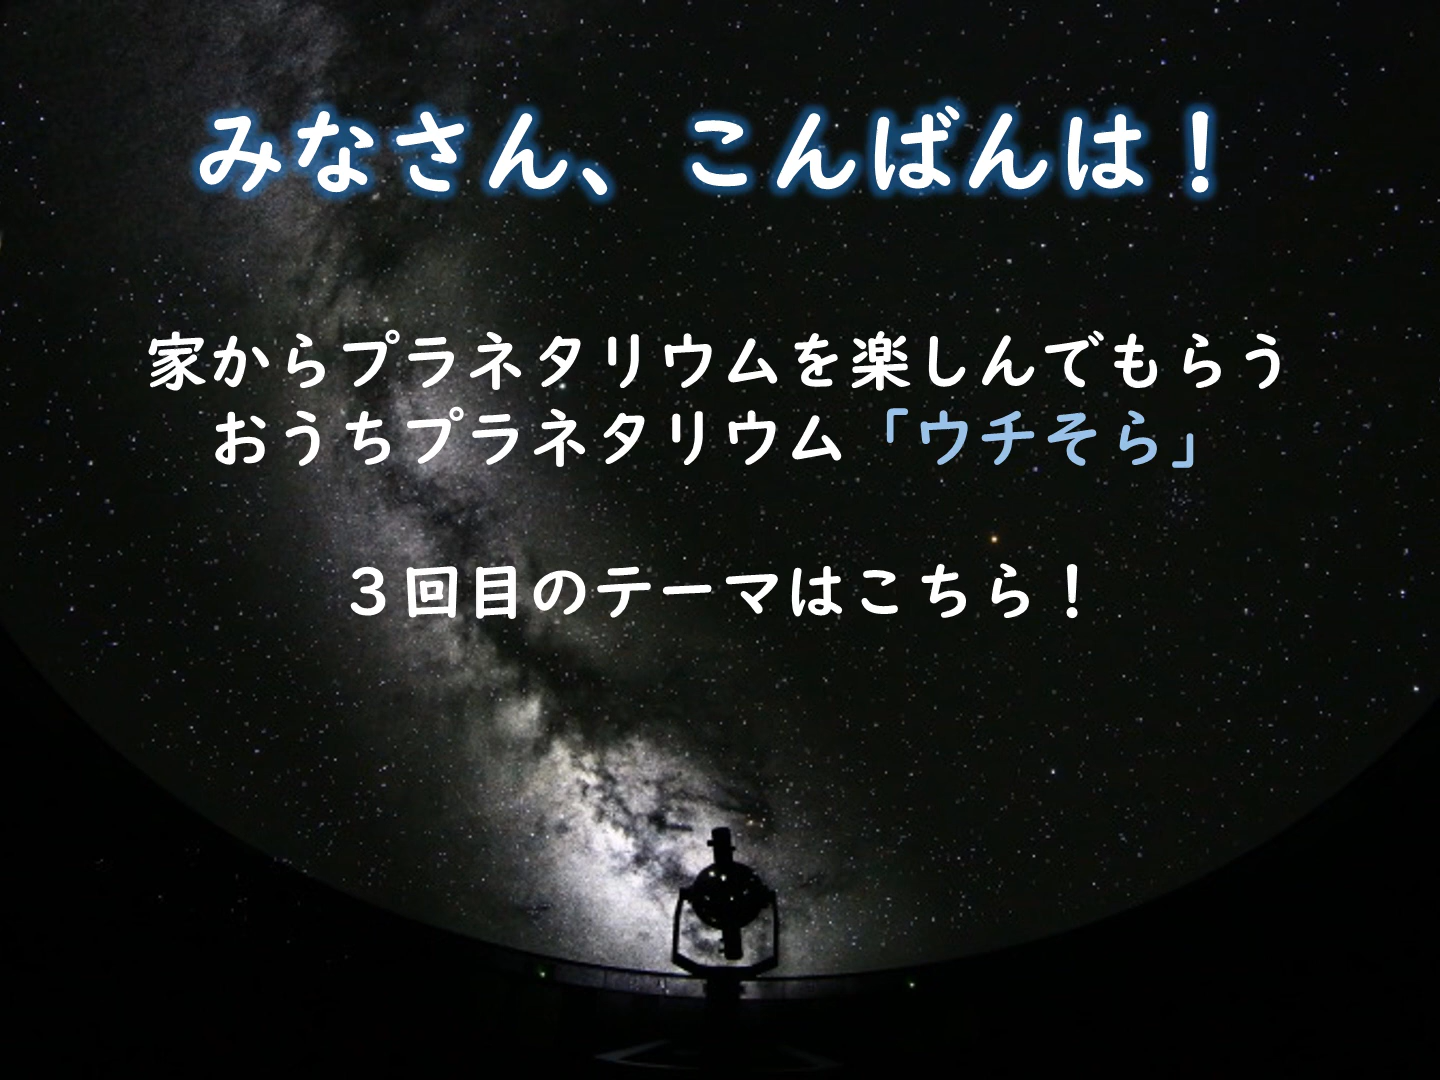 みなさん、こんばんは！
家からプラネタリウムを楽しんでもらう
おうちプラネタリウム「ウチそら」
３回目のテーマはこちら！